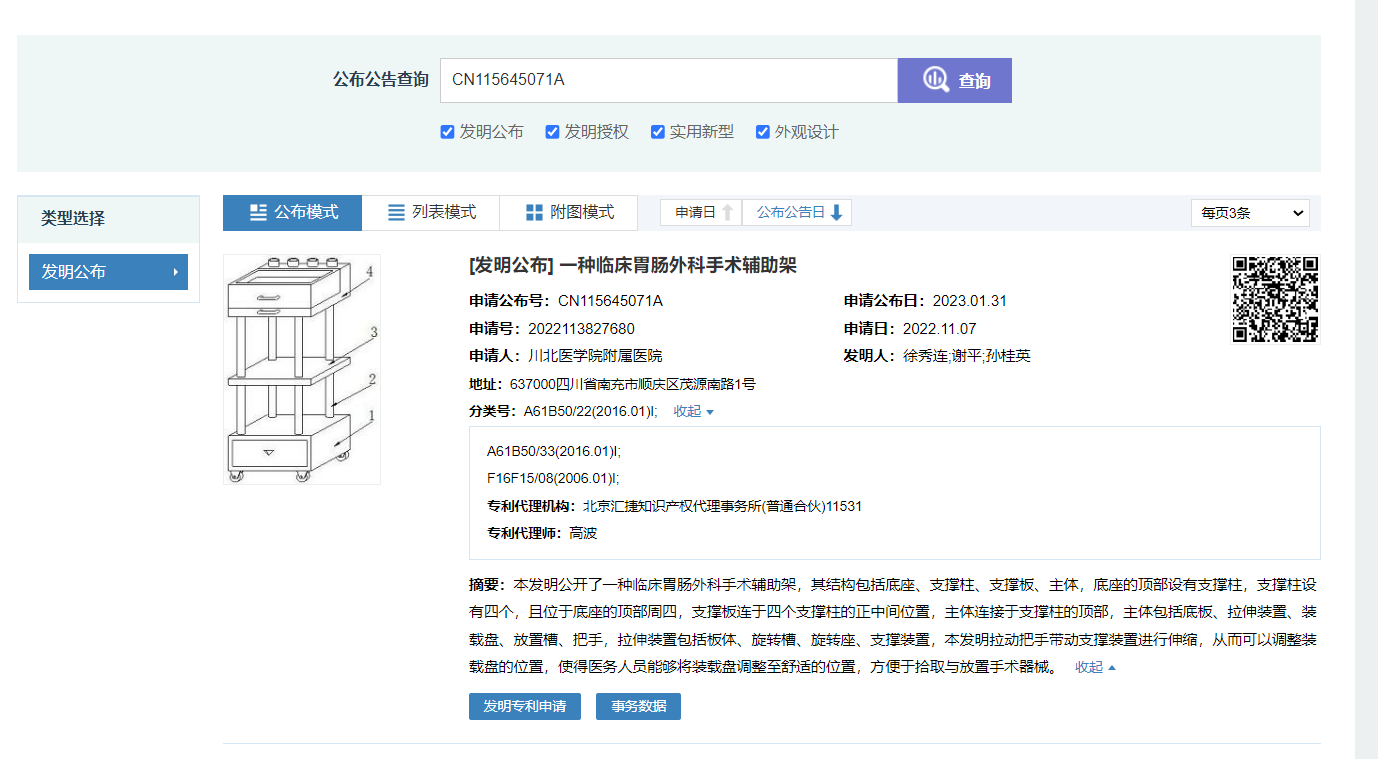 公布公告查询 CN115645071A 查询
发明公布 发明授权 实用新型 外观设计
类型选择
发明公布
公布模式 列表模式 附图模式 申请日 公布公告日 每页3条
4
3
2
1
[发明公布] 一种临床胃肠外科手术辅助架
申请公布号：CN115645071A 申请公布日：2023.01.31
申请号：2022113827680 申请日：2022.11.07
申请人：川北医学院附属医院 发明人：徐秀连;谢平;孙桂英
地址：637000四川省南充市顺庆区茂源南路1号
分类号：A61B50/22(2016.01)I; 收起
A61B50/33(2016.01)I;
F16F15/08(2006.01)I;
专利代理机构：北京汇捷知识产权代理事务所(普通合伙)11531
专利代理师：高波
摘要：本发明公开了一种临床胃肠外科手术辅助架，其结构包括底座、支撑柱、支撑板、主体，底座的顶部设有支撑柱，支撑柱设
有四个，且位于底座的顶部周四，支撑板连于四个支撑柱的正中间位置，主体连接于支撑柱的顶部，主体包括底板、拉伸装置、装
载盘、放置槽、把手，拉伸装置包括板体、旋转槽、旋转座、支撑装置，本发明拉动把手带动支撑装置进行伸缩，从而可以调整装
载盘的位置，使得医务人员能够将装载盘调整至舒适的位置，方便于拾取与放置手术器械。 收起
发明专利申请 事务数据